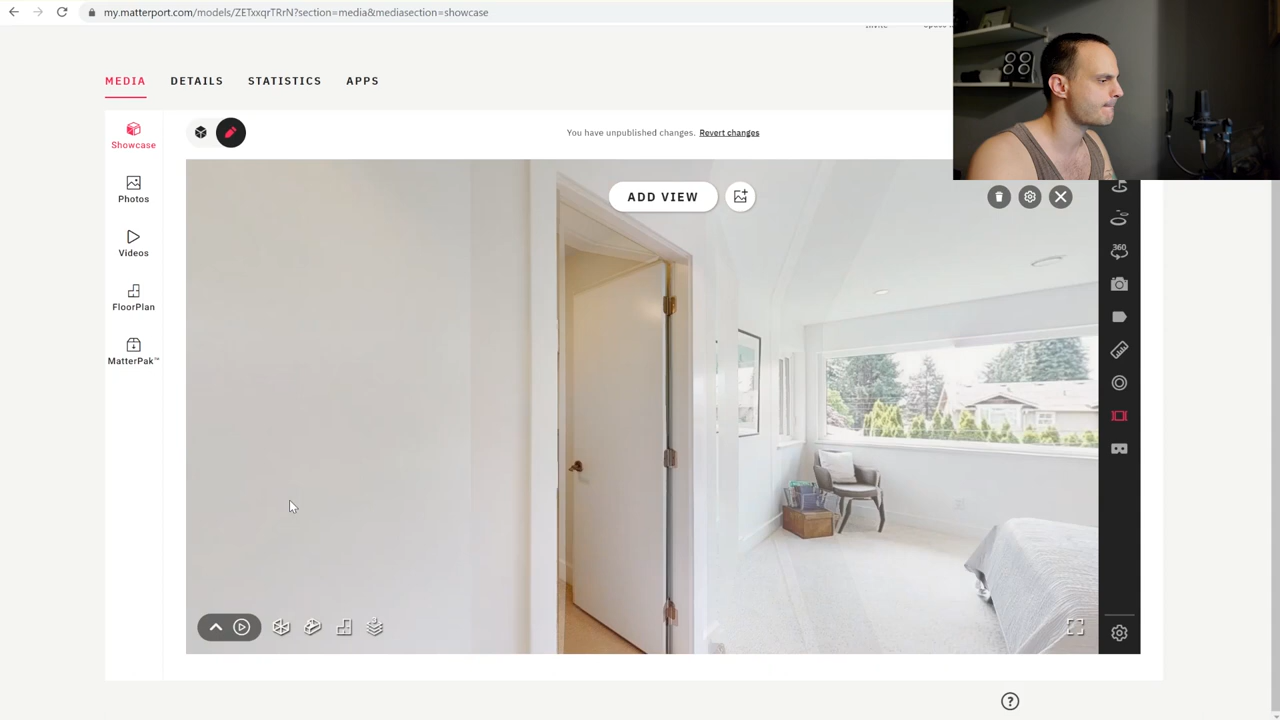 my.matterport.com/models/ZETxxqrTRrN?section=media&mediasection=showcase
MEDIA DETAILS STATISTICS APPS
You have unpublished changes. Revert changes
Showcase
Photos
Videos
FloorPlan
MatterPak™
ADD VIEW
360
?